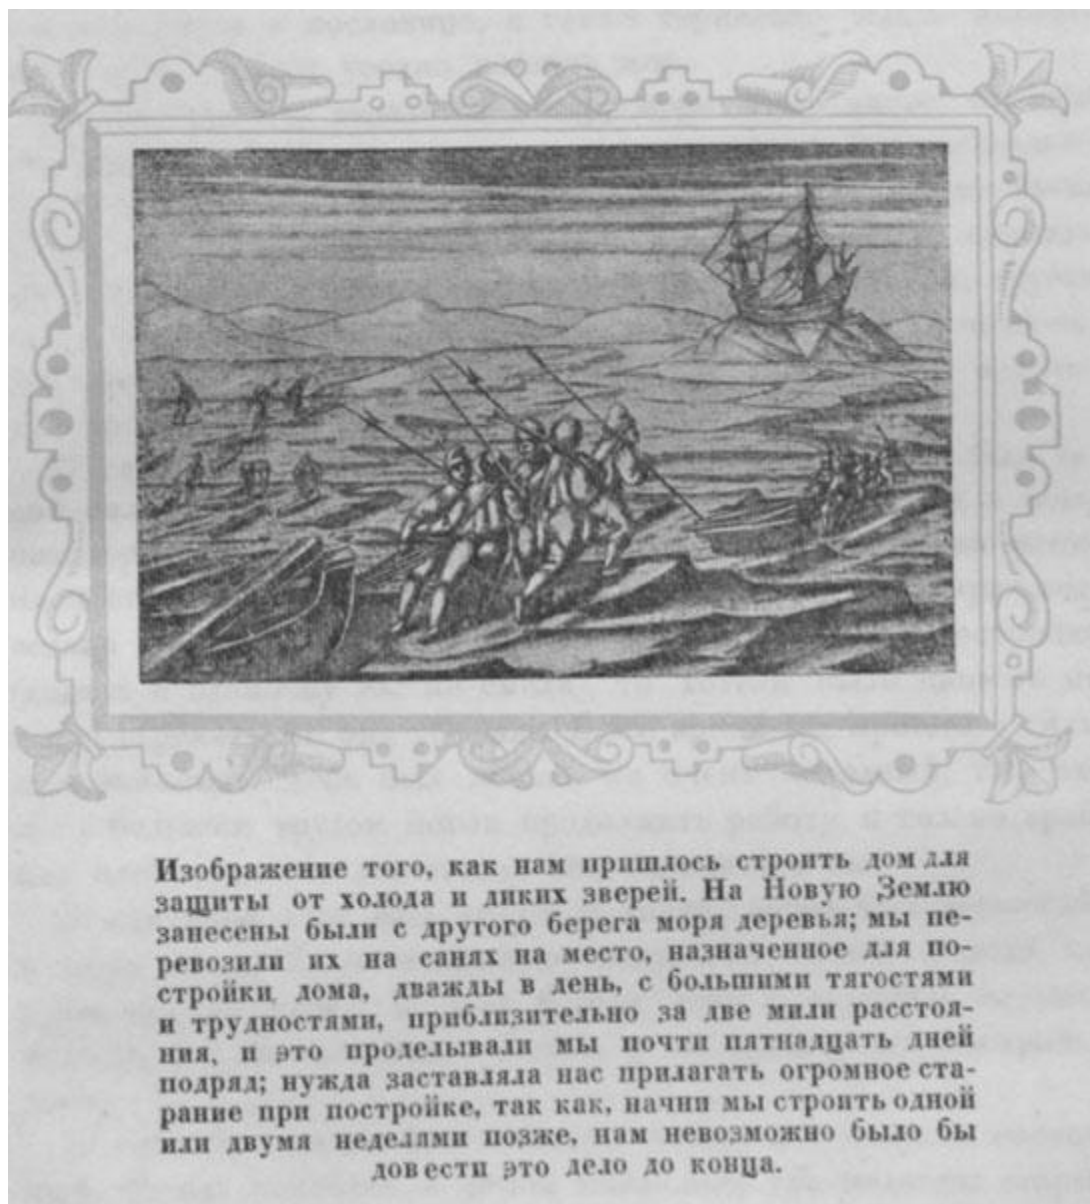 Изображение того, как нам пришлось строить дом для
защиты от холода и диких зверей. На Новую Землю
занесены были с другого берега моря деревья; мы пе-
ревозили их на санях на место, назначенное для по-
стройки дома, дважды в день, с большими тягостями
и трудностями, приблизительно за две мили расстоя-
ния, и это проделывали мы почти пятнадцать дней
подряд; нужда заставляла нас прилагать огромное ста-
рание при постройке, так как, начни мы строить одной
или двумя неделями позже, нам невозможно было бы
довести это дело до конца.